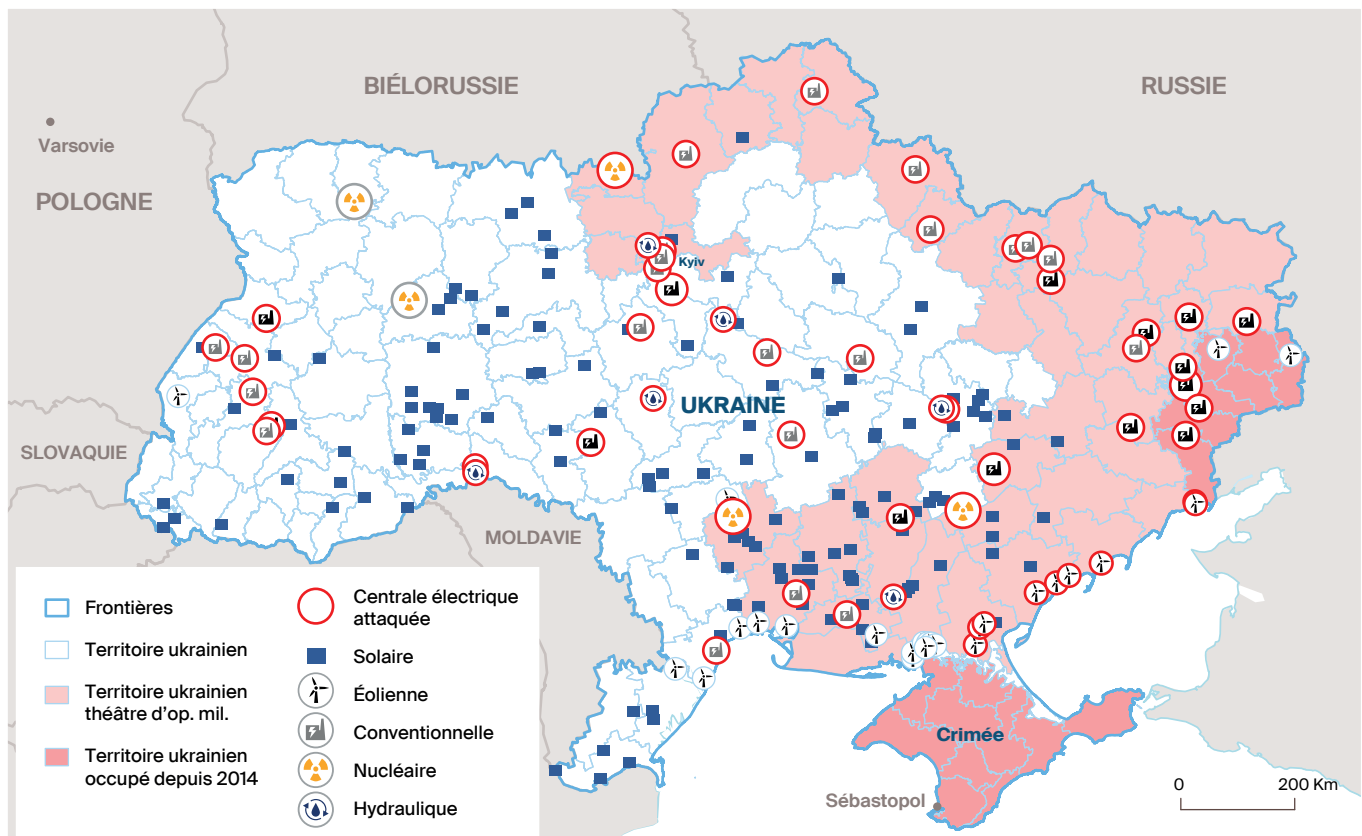 BIÉLORUSSIE
RUSSIE
Varsovie
POLOGNE
Kyiv
UKRAINE
SLOVAQUIE
MOLDAVIE
Crimée
Sébastopol
0 200 Km
Frontières
Territoire ukrainien
Territoire ukrainien
théâtre d’op. mil.
Territoire ukrainien
occupé depuis 2014
Centrale électrique
attaquée
Solaire
Éolienne
Conventionnelle
Nucléaire
Hydraulique